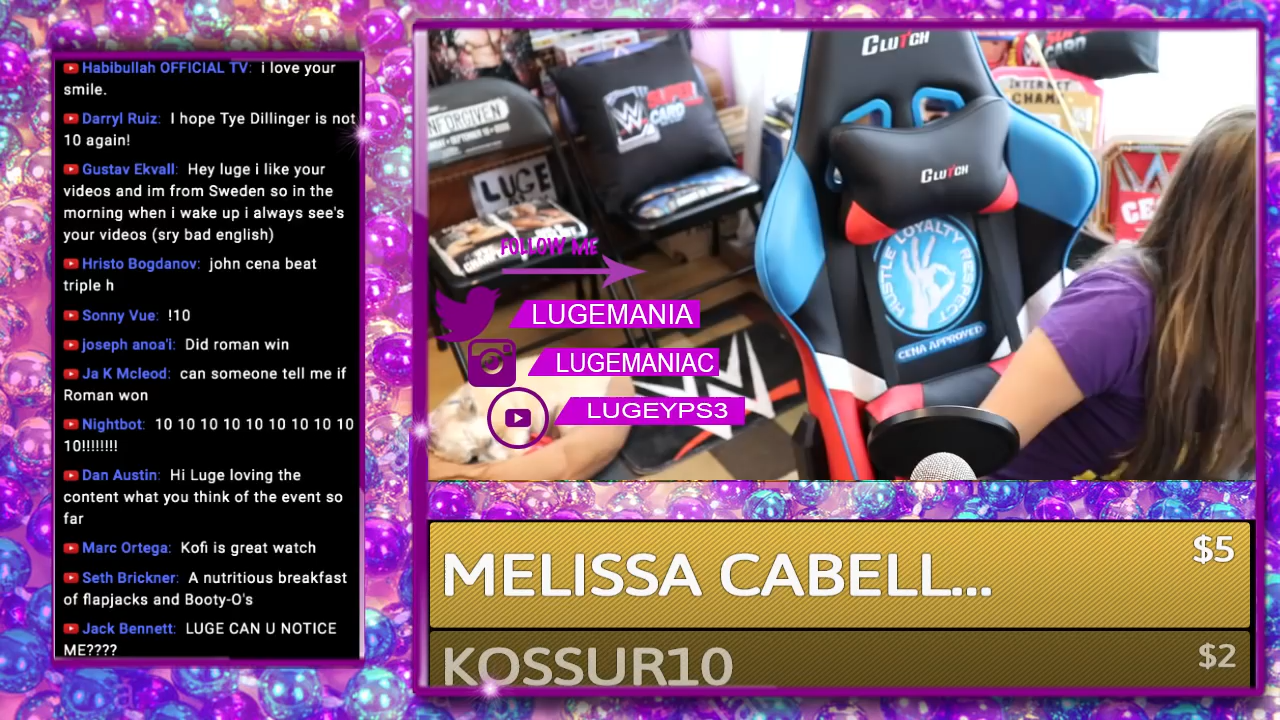 Habibullah OFFICIAL TV: i love your
smile.
Darryl Ruiz: I hope Tye Dillinger is not
10 again!
Gustav Ekvall: Hey luge i like your
videos and im from Sweden so in the
morning when i wake up i always see's
your videos (sry bad english)
Hristo Bogdanov: john cena beat
triple h
Sonny Vue: !10
joseph anoa'i: Did roman win
Ja K Mcleod: can someone tell me if
Roman won
Nightbot: 10 10 10 10 10 10 10 10 10
10!!!!!!!!
Dan Austin: Hi Luge loving the
content what you think of the event so
far
Marc Ortega: Kofi is great watch
Seth Brickner: A nutritious breakfast
of flapjacks and Booty-O's
Jack Bennett: LUGE CAN U NOTICE
ME????
CLUTCH
CARD
INTERNET
CHAM
NFORGIVEN
W
CARD
LUGE
CLUTCH
CE
HUSTLE LOYALTY RESPECT
CENA APPROVED
FOLLOW ME
LUGEMANIA
LUGEMANIAC
LUGEYPS3
MELISSA CABELL...
$5
KOSSUR10
$2